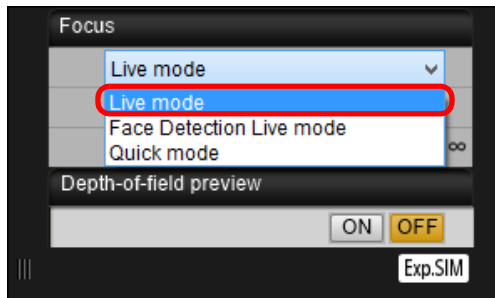 Focus
Live mode
Live mode
Face Detection Live mode
Quick mode
∞
Depth-of-field preview
ON OFF
Exp.SIM